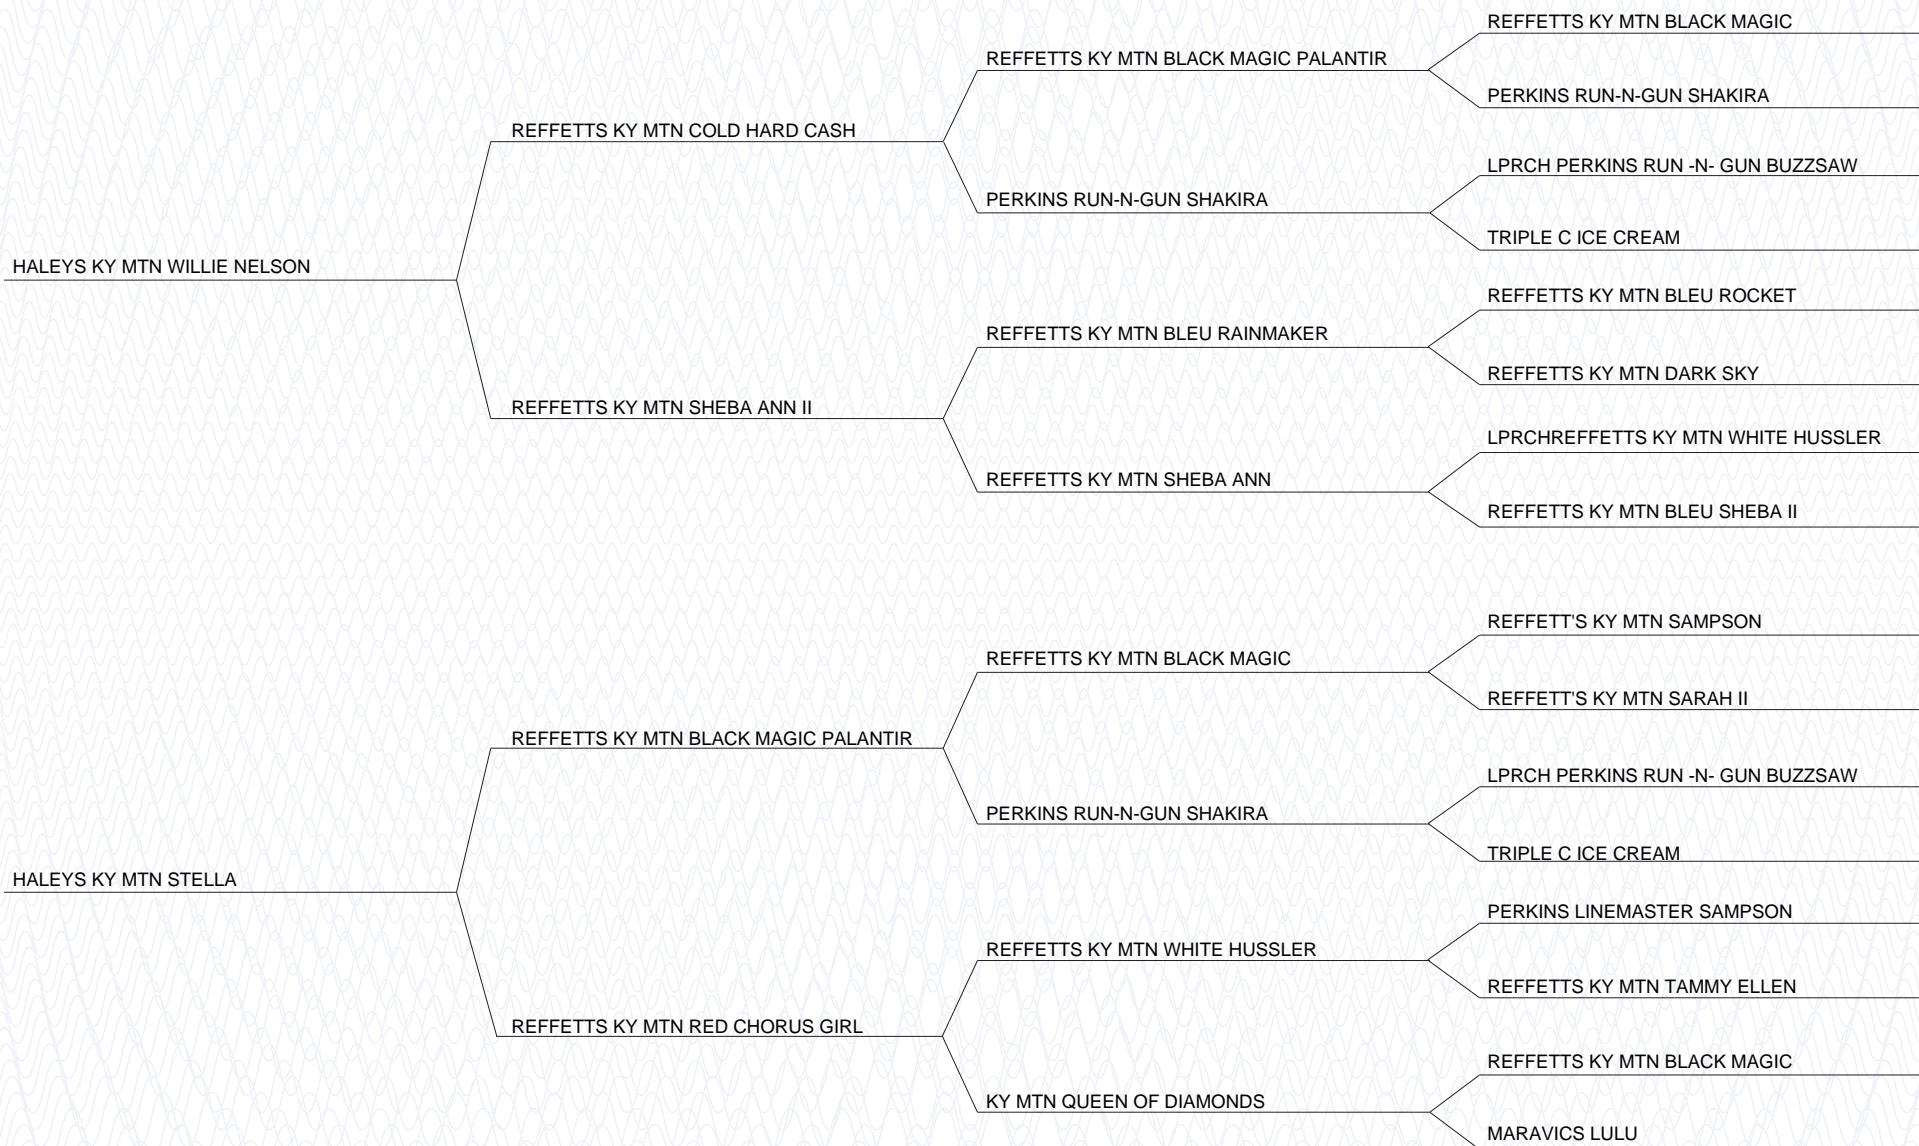 REFFETTS KY MTN BLACK MAGIC
REFFETTS KY MTN BLACK MAGIC PALANTIR
PERKINS RUN-N-GUN SHAKIRA
REFFETTS KY MTN COLD HARD CASH
LPRCH PERKINS RUN -N- GUN BUZZSAW
PERKINS RUN-N-GUN SHAKIRA
TRIPLE C ICE CREAM
HALEYS KY MTN WILLIE NELSON
REFFETTS KY MTN BLEU ROCKET
REFFETTS KY MTN BLEU RAINMAKER
REFFETTS KY MTN DARK SKY
REFFETTS KY MTN SHEBA ANN II
LPRCHREFFETTS KY MTN WHITE HUSSLER
REFFETTS KY MTN SHEBA ANN
REFFETTS KY MTN BLEU SHEBA II
REFFETT'S KY MTN SAMPSON
REFFETTS KY MTN BLACK MAGIC
REFFETT'S KY MTN SARAH II
REFFETTS KY MTN BLACK MAGIC PALANTIR
LPRCH PERKINS RUN -N- GUN BUZZSAW
PERKINS RUN-N-GUN SHAKIRA
TRIPLE C ICE CREAM
HALEYS KY MTN STELLA
PERKINS LINEMASTER SAMPSON
REFFETTS KY MTN WHITE HUSSLER
REFFETTS KY MTN TAMMY ELLEN
REFFETTS KY MTN RED CHORUS GIRL
REFFETTS KY MTN BLACK MAGIC
KY MTN QUEEN OF DIAMONDS
MARAVICS LULU